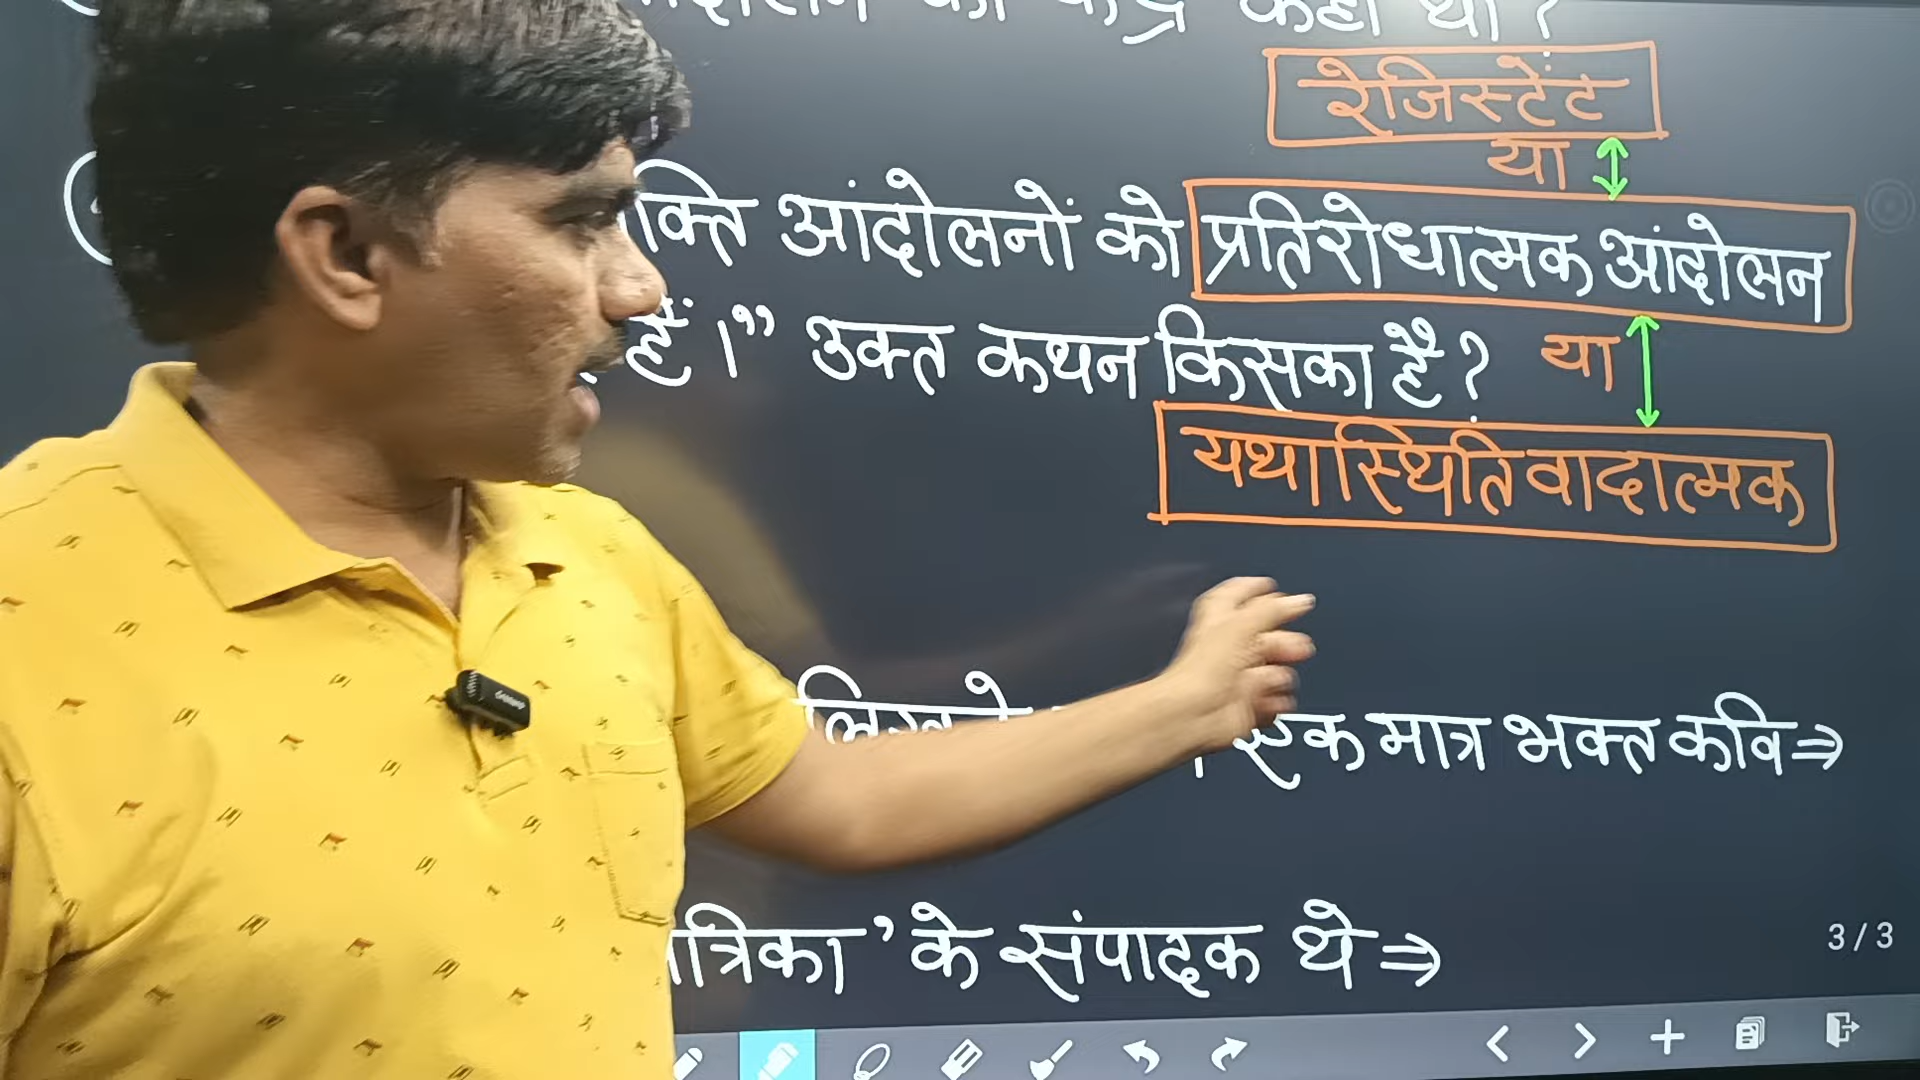 का केंद्र कहाँ था ?
रेजिस्टेंट
या
आंदोलनों को प्रतिरोधात्मक आंदोलन
हैं ।” उक्त कथन किसका है ? या
यथास्थितिवादात्मक
एक मात्र भक्त कवि⇒
के संपादक थे⇒
3/3